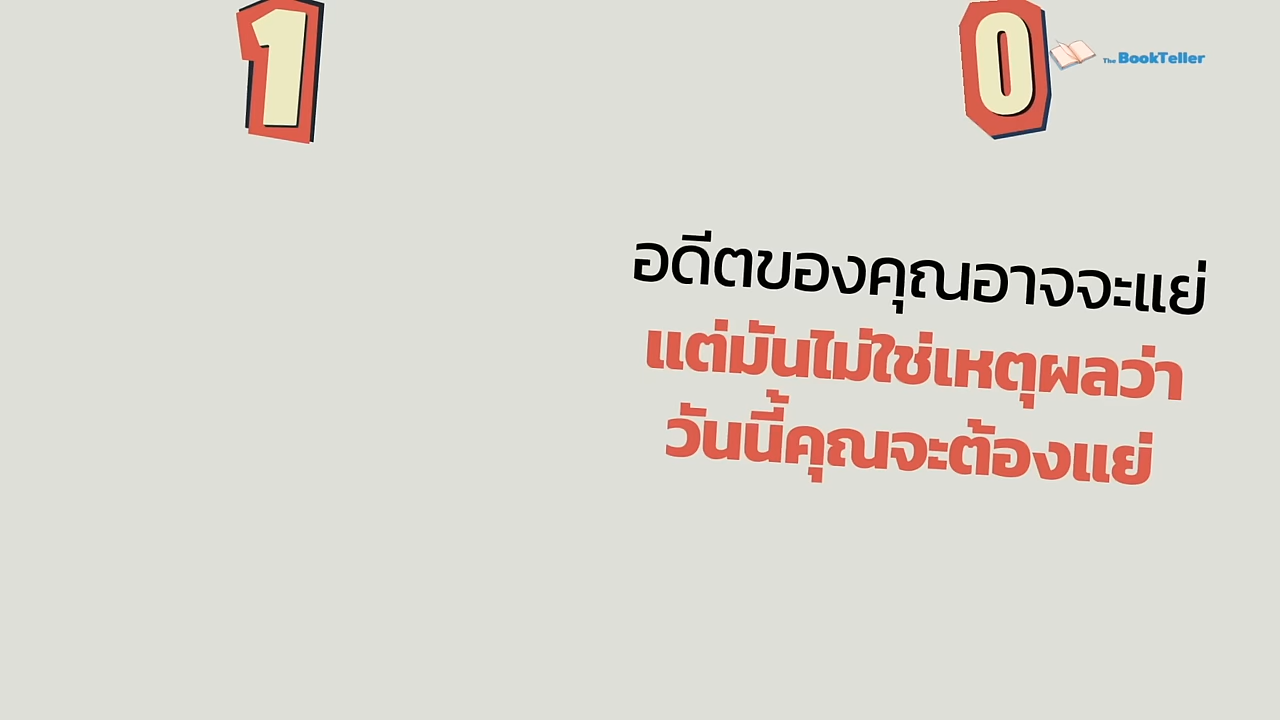 1
0
The BookTeller
อดีตของคุณอาจจะแย่
แต่มันไม่ใช่เหตุผลว่า
วันนี้คุณจะต้องแย่